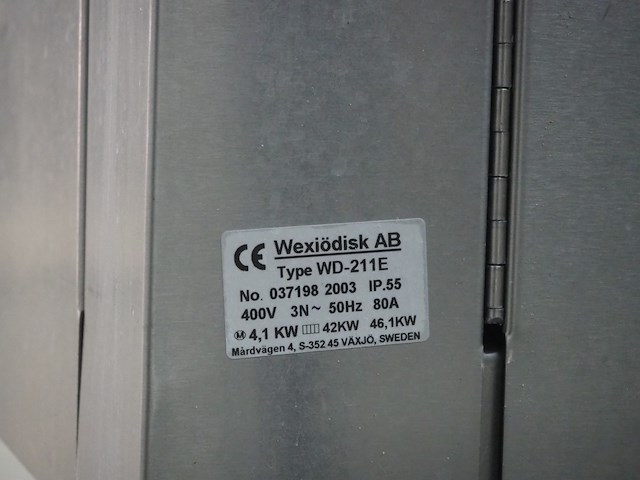 CE Wexiödisk AB
Type WD-211E
No. 037198 2003 IP.55
400V 3N~ 50Hz 80A
M 4,1 KW 42KW 46,1KW
Mårdvägen 4, S-352 45 VÄXJÖ, SWEDEN